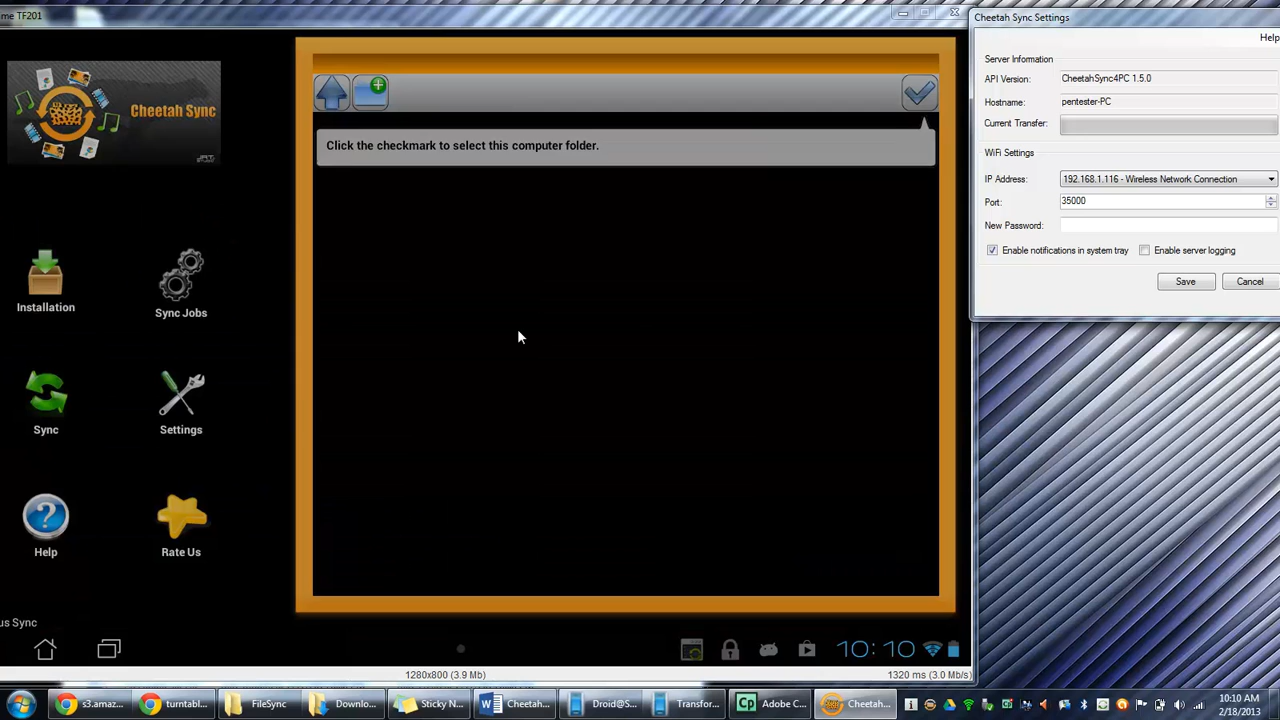 me TF201
Cheetah Sync
Installation
Sync Jobs
Sync
Settings
Help
Rate Us
us Sync
Click the checkmark to select this computer folder.
10:10
1280x800 (3.9 Mb)
1320 ms (3.0 Mb/s)
Cheetah Sync Settings
Help
Server Information
API Version:
CheetahSync4PC 1.5.0
Hostname:
pentester-PC
Current Transfer:
WiFi Settings
IP Address:
192.168.1.116 - Wireless Network Connection
Port:
35000
New Password:
Enable notifications in system tray
Enable server logging
Save
Cancel
s3.amaz...
turntabl...
FileSync
Downlo...
Sticky N...
Cheetah...
Droid@S...
Transfor...
Adobe C...
Cheetah...
10:10 AM
2/18/2013